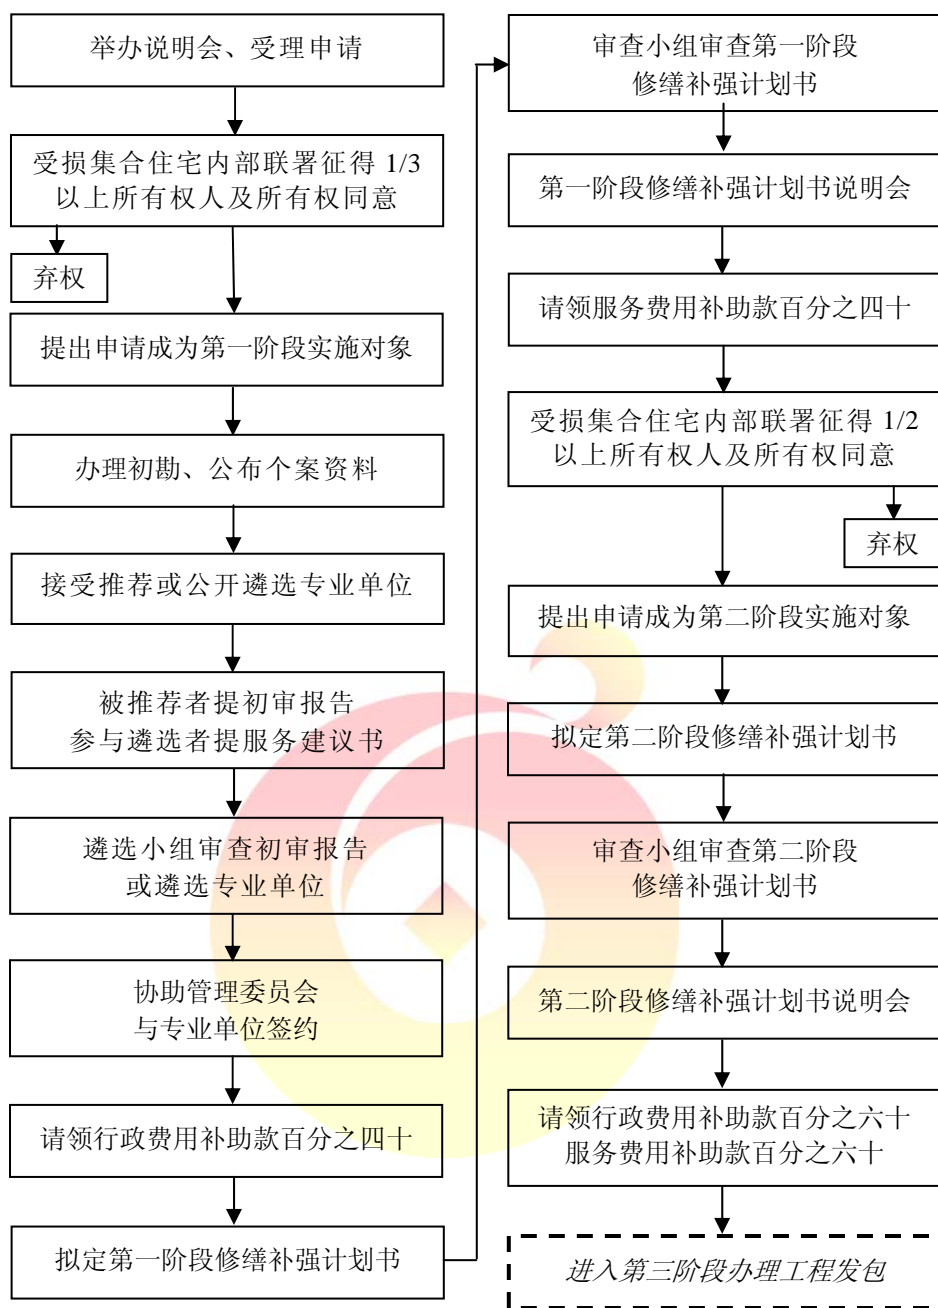 举办说明会、受理申请
受损集合住宅内部联署征得 1/3
以上所有权人及所有权同意
弃权
提出申请成为第一阶段实施对象
办理初勘、公布个案资料
接受推荐或公开遴选专业单位
被推荐者提初审报告
参与遴选者提服务建议书
遴选小组审查初审报告
或遴选专业单位
协助管理委员会
与专业单位签约
请领行政费用补助款百分之四十
拟定第一阶段修缮补强计划书
审查小组审查第一阶段
修缮补强计划书
第一阶段修缮补强计划书说明会
请领服务费用补助款百分之四十
受损集合住宅内部联署征得 1/2
以上所有权人及所有权同意
弃权
提出申请成为第二阶段实施对象
拟定第二阶段修缮补强计划书
审查小组审查第二阶段
修缮补强计划书
第二阶段修缮补强计划书说明会
请领行政费用补助款百分之六十
服务费用补助款百分之六十
进入第三阶段办理工程发包